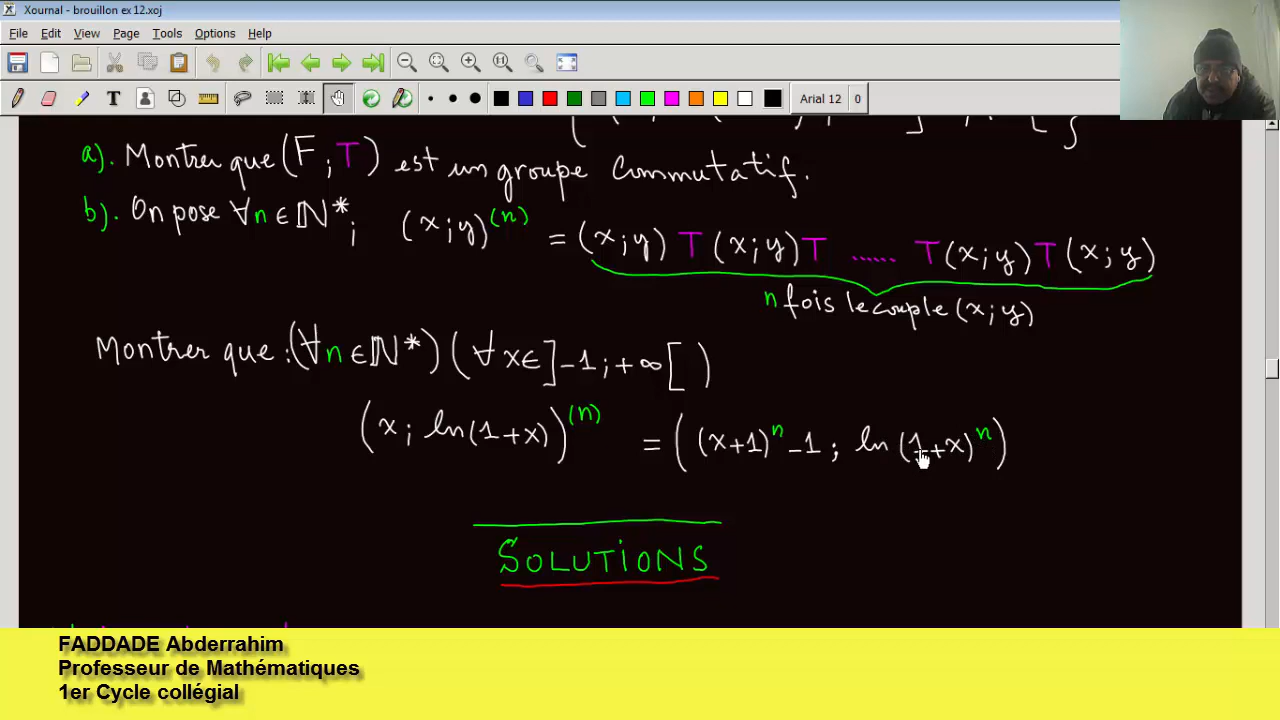 Xournal - brouillon ex12.xoj
File Edit View Page Tools Options Help
Arial 12 0
a). Montrer que (F ; T) est un groupe commutatif.
b). On pose ∀n ∈ ℕ* ; (x ; y)^(n) = (x ; y) T (x ; y) T ...... T (x ; y) T (x ; y)
n fois le couple (x ; y)
Montrer que : (∀n ∈ ℕ*) (∀ x ∈ ]-1 ; +∞ [ )
(x ; ln(1+x))^(n) = ((x+1)^n -1 ; ln (1+x)^n)
SOLUTIONS
FADDADE Abderrahim
Professeur de Mathématiques
1er Cycle collégial